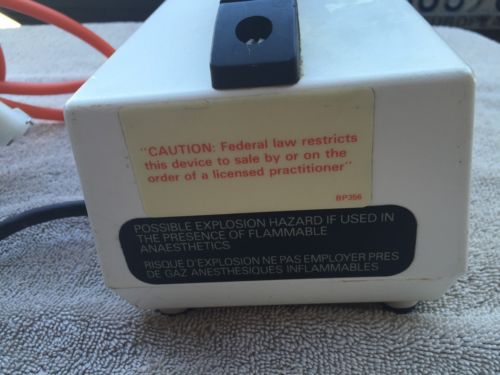 "CAUTION: Federal law restricts
this device to sale by or on the
order of a licensed practitioner"
BP356
POSSIBLE EXPLOSION HAZARD IF USED IN
THE PRESENCE OF FLAMMABLE
ANAESTHETICS
RISQUE D'EXPLOSION NE PAS EMPLOYER PRES
DE GAZ ANESTHESIQUES INFLAMMABLES